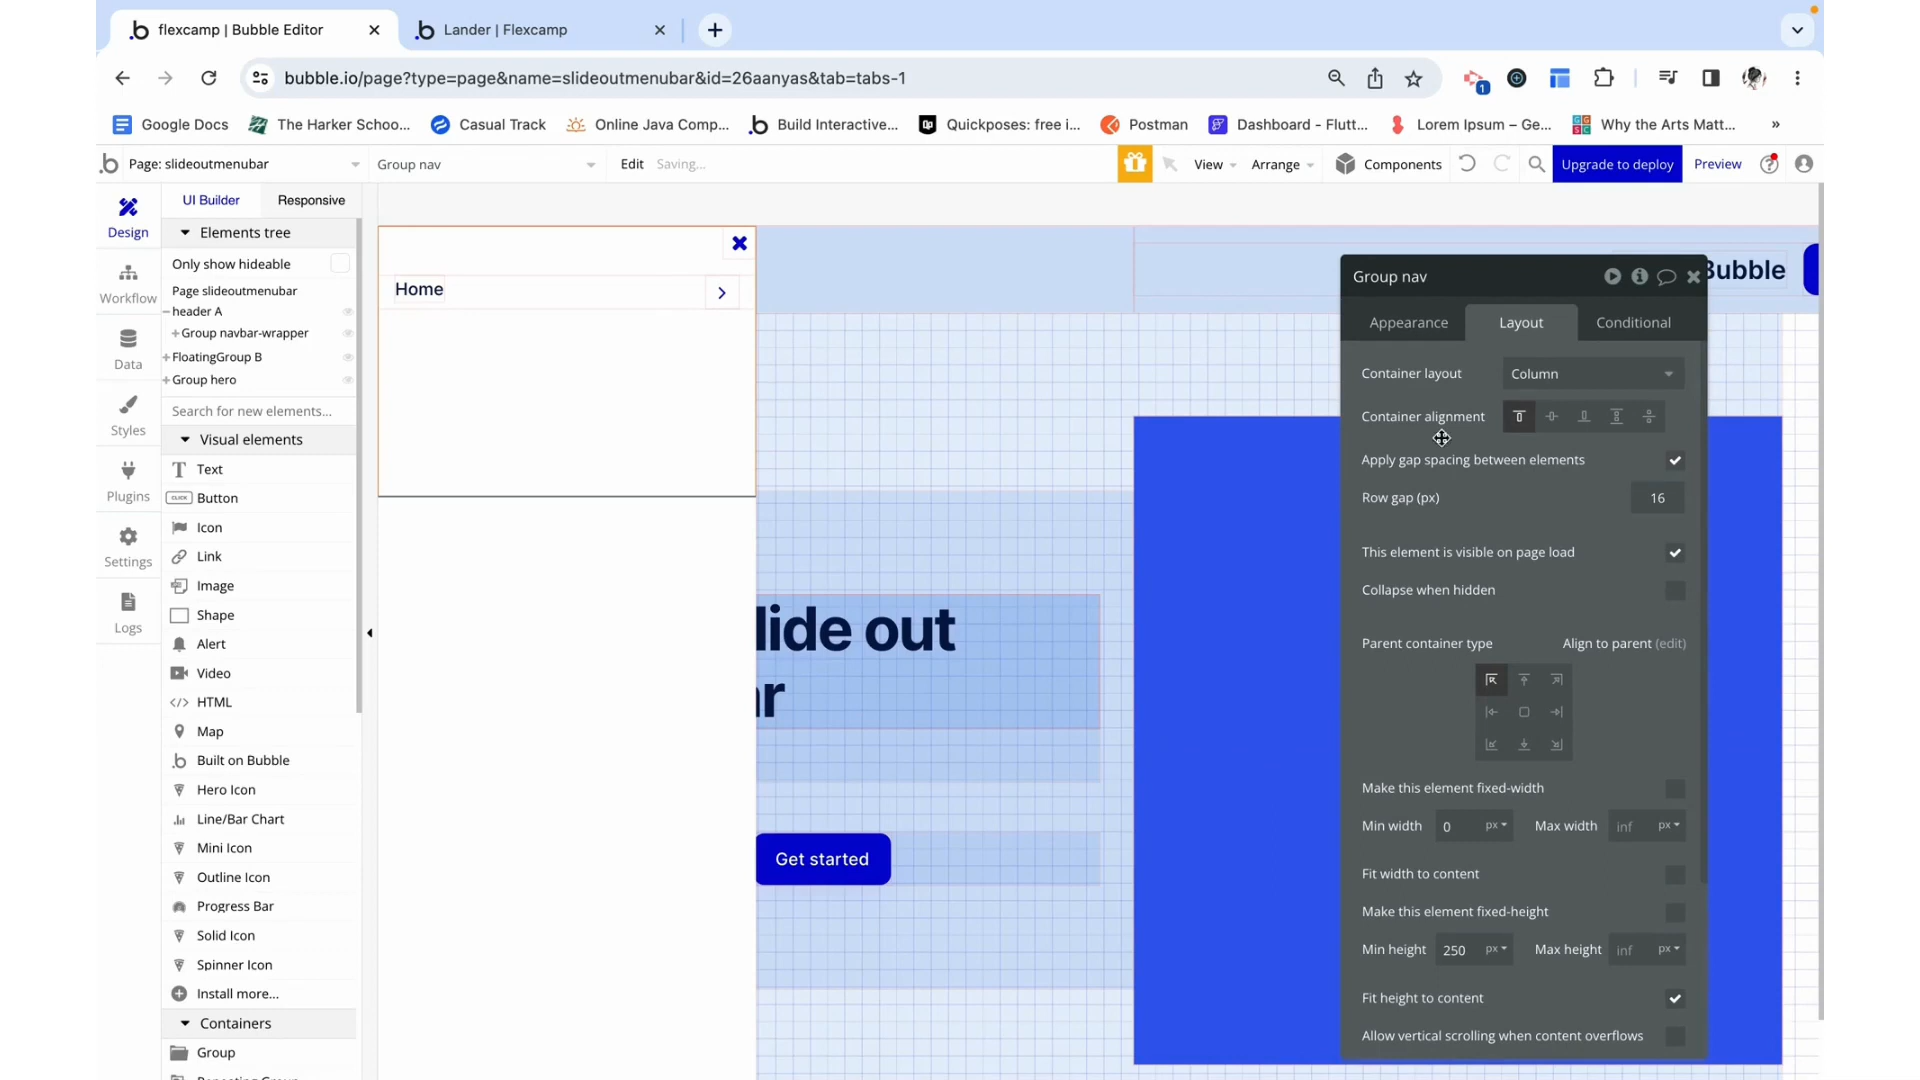 flexcamp | Bubble Editor
Lander | Flexcamp
bubble.io/page?type=page&name=slideoutmenubar&id=26aanyas&tab=tabs-1
1
Google Docs
The Harker Schoo...
Casual Track
Online Java Comp...
Build Interactive...
Quickposes: free i...
Postman
Dashboard - Flutt...
Lorem Ipsum – Ge...
Why the Arts Matt...
»
Page: slideoutmenubar
Group nav
Edit
Saving...
View
Arrange
Components
Upgrade to deploy
Preview
UI Builder
Responsive
Design
Workflow
Data
Styles
Plugins
Settings
Logs
Elements tree
Only show hideable
Page slideoutmenubar
header A
Group navbar-wrapper
FloatingGroup B
Group hero
Search for new elements...
Visual elements
Text
CLICK
Button
Icon
Link
Image
Shape
Alert
Video
HTML
Map
Built on Bubble
Hero Icon
Line/Bar Chart
Mini Icon
Outline Icon
Progress Bar
Solid Icon
Spinner Icon
Install more...
Containers
Group
Home
lide out
ar
Get started
Bubble
Group nav
Appearance
Layout
Conditional
Container layout
Column
Container alignment
Apply gap spacing between elements
Row gap (px)
16
This element is visible on page load
Collapse when hidden
Parent container type
Align to parent (edit)
Make this element fixed-width
Min width
0
px
Max width
inf
px
Fit width to content
Make this element fixed-height
Min height
250
px
Max height
inf
px
Fit height to content
Allow vertical scrolling when content overflows